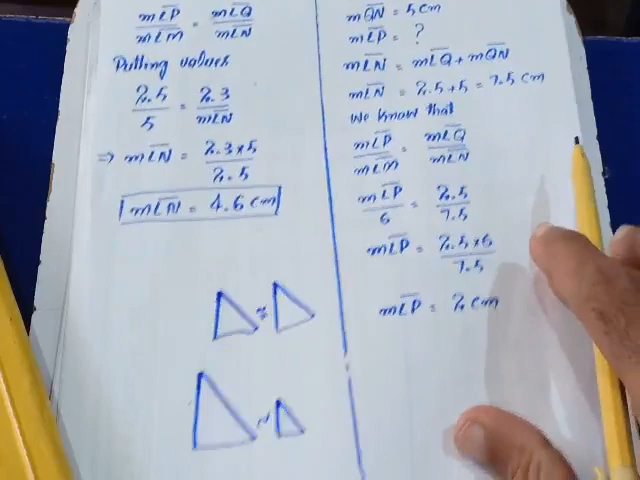 mLP / mLM = mLQ / mLN
Putting values
2.5 / 5 = 2.3 / mLN
⇒ mLN = 2.3×5 / 2.5
mLN = 4.6 cm
≅
~
mQN = 5 cm
mLP = ?
mLN = mLQ + mQN
mLN = 2.5+5 = 7.5 cm
We know that
mLP / mLM = mLQ / mLN
mLP / 6 = 2.5 / 7.5
mLP = 2.5×6 / 7.5
mLP = 2 cm